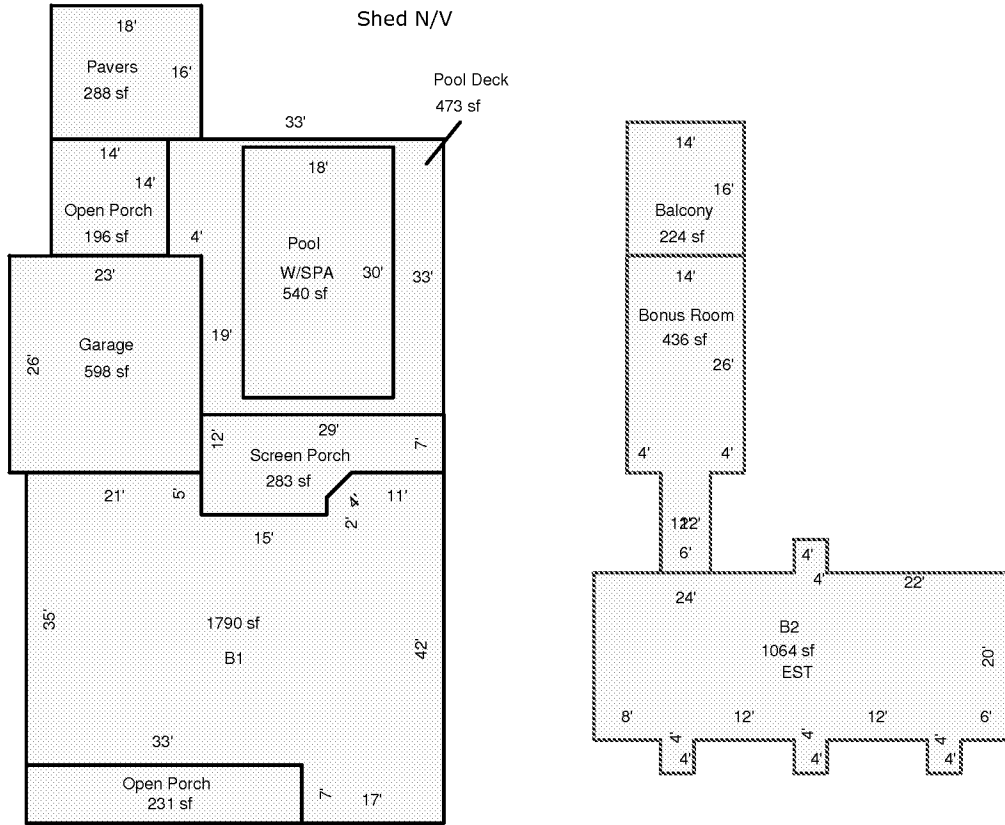 Shed N/V
18'
Pavers
16'
288 sf
Pool Deck
473 sf
33'
14'
14'
Open Porch
196 sf
4'
18'
Pool
W/SPA
30'
540 sf
33'
23'
Garage
598 sf
26'
19'
12'
29'
7'
Screen Porch
283 sf
21'
5'
4'
11'
2'
15'
35'
1790 sf
B1
42'
33'
Open Porch
231 sf
7'
17'
14'
16'
Balcony
224 sf
14'
Bonus Room
436 sf
26'
4'
4'
12'
12'
6'
4'
4'
22'
24'
B2
1064 sf
EST
20'
8'
12'
12'
6'
4'
4'
4'
4'
4'
4'